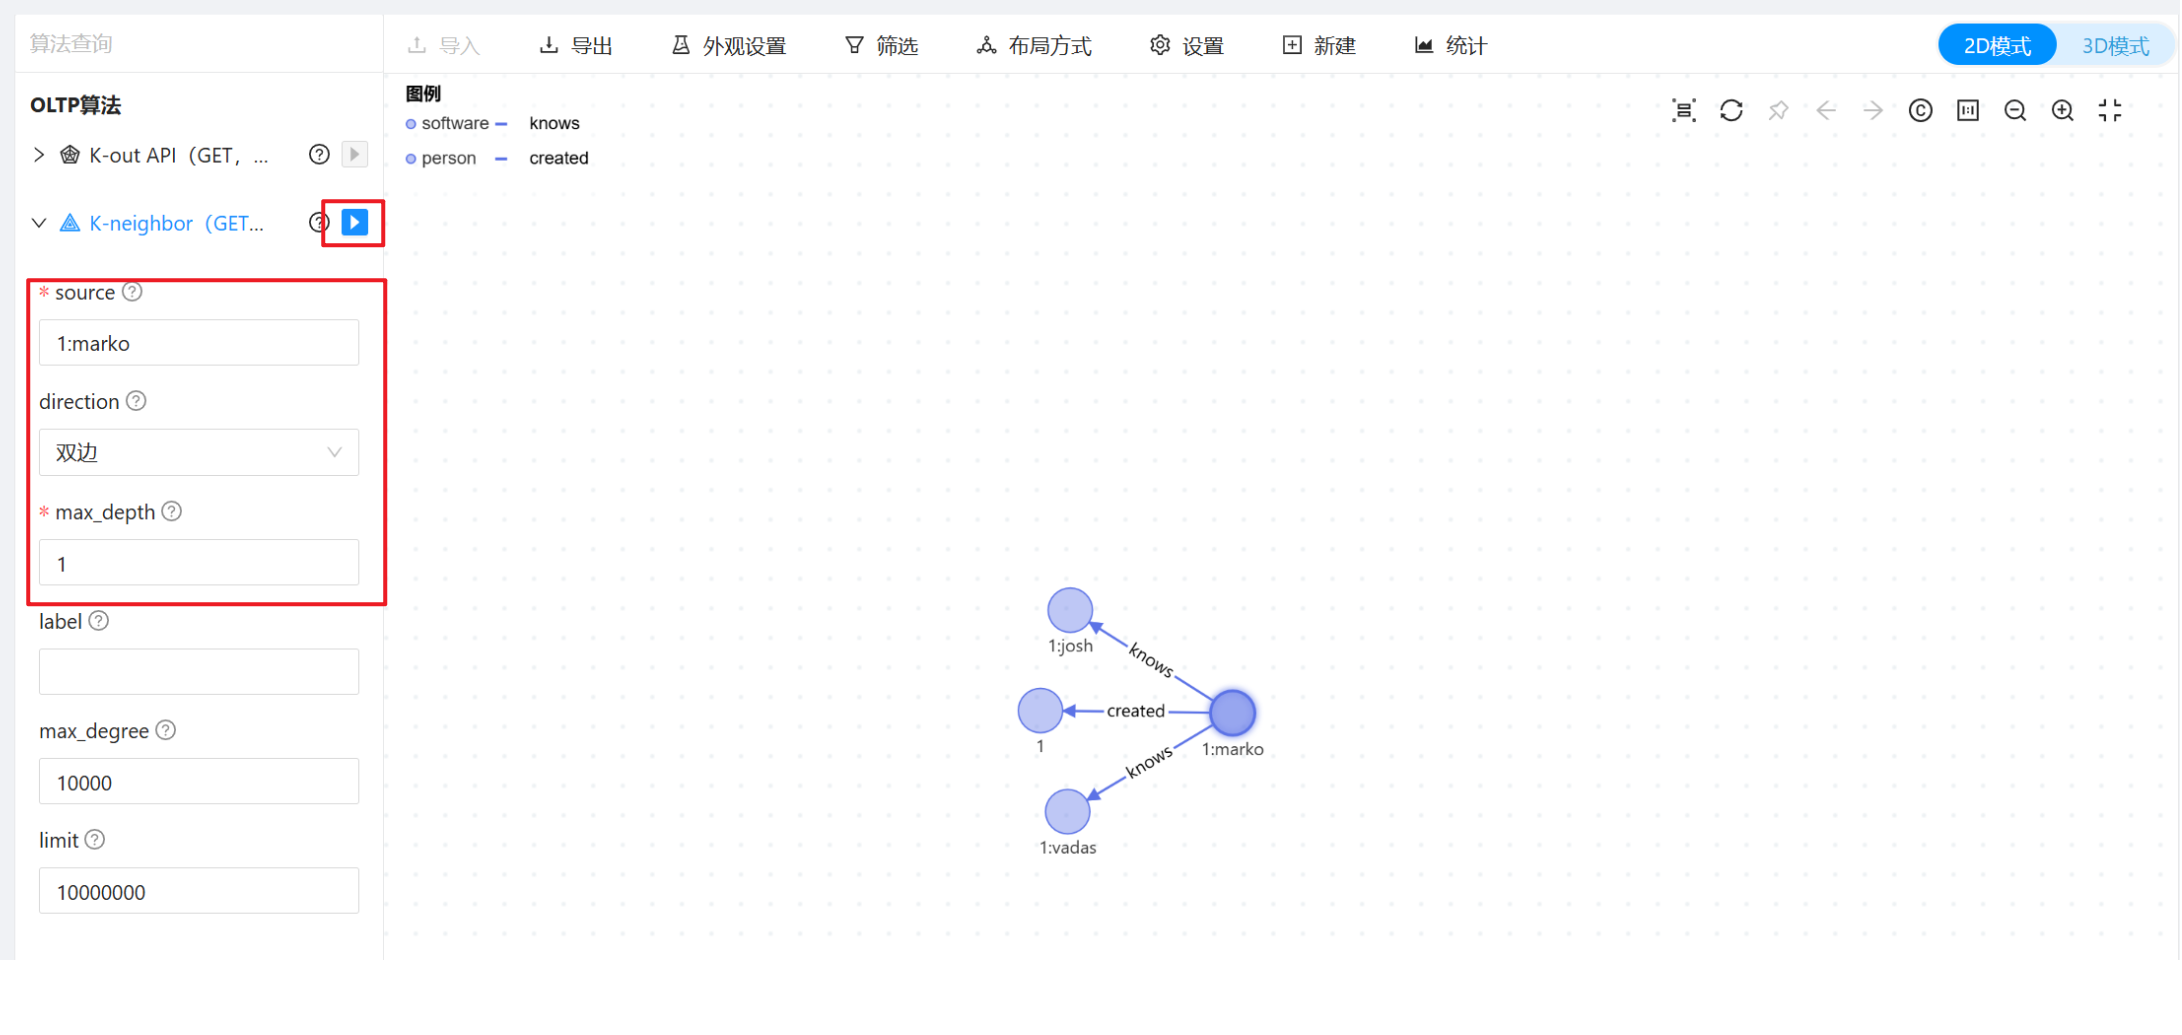 算法查询
导入 导出 外观设置 筛选 布局方式 设置 新建 统计 2D模式 3D模式
OLTP算法
K-out API（GET，...
K-neighbor（GET...
* source
1:marko
direction
双边
* max_depth
1
label
max_degree
10000
limit
10000000
图例
software knows
person created
1:josh
knows
created
1
1:marko
knows
1:vadas